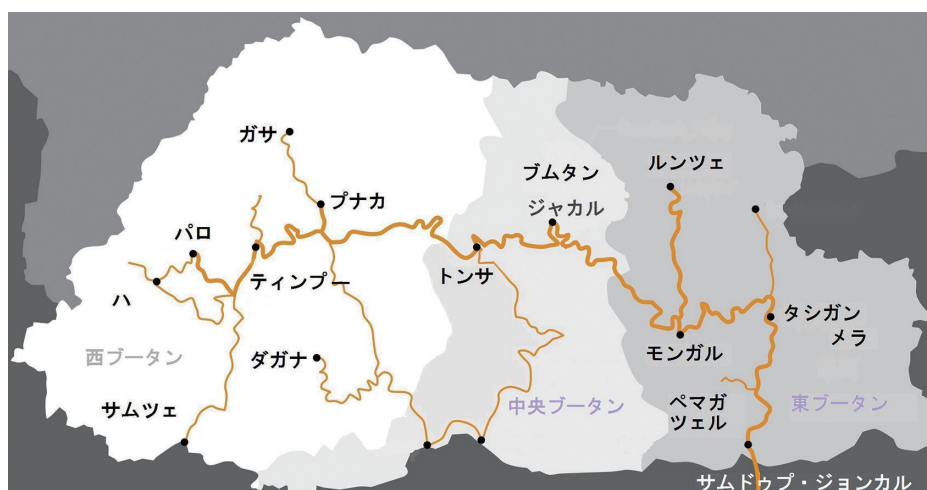 ガサ
プナカ
パロ
ハ
ティンプー
西ブータン
ダガナ
サムツェ
ブムタン
ジャカル
トンサ
中央ブータン
ルンツェ
タシガン
メラ
モンガル
ペマガ
ツェル
東ブータン
サムドゥプ・ジョンカル